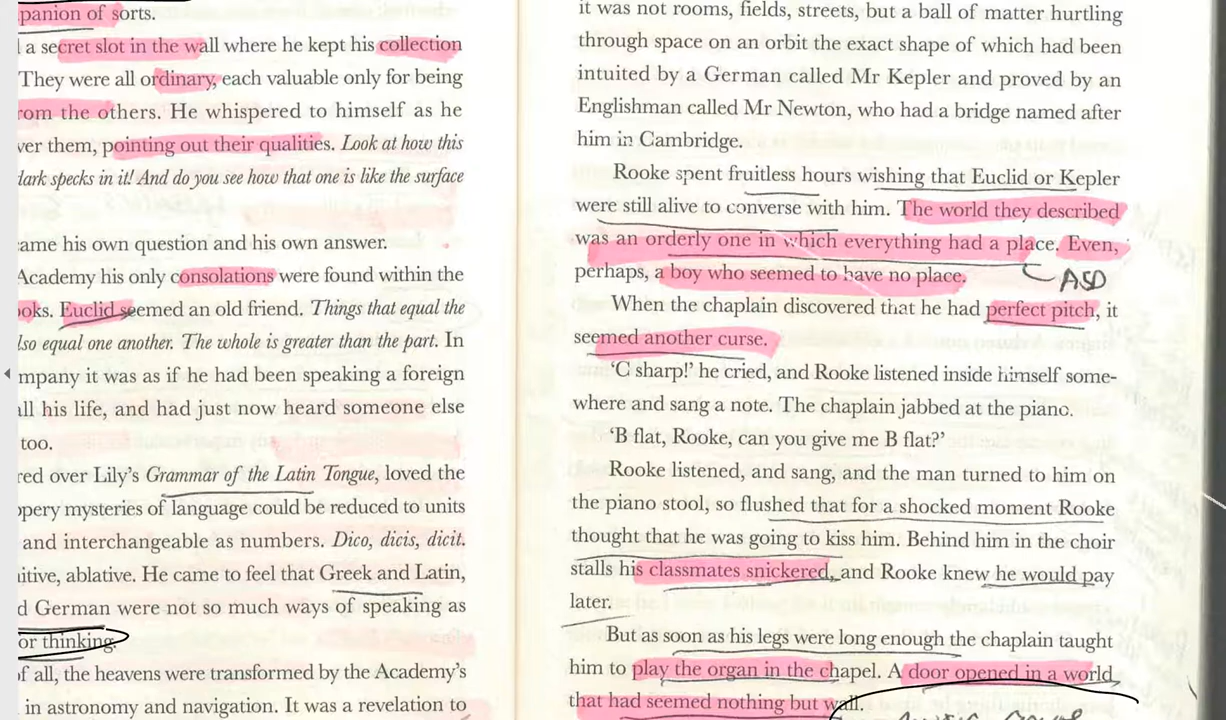 panion of sorts.
a secret slot in the wall where he kept his collection
They were all ordinary, each valuable only for being
rom the others. He whispered to himself as he
ver them, pointing out their qualities. Look at how this
dark specks in it! And do you see how that one is like the surface
ame his own question and his own answer.
Academy his only consolations were found within the
ooks. Euclid seemed an old friend. Things that equal the
lso equal one another. The whole is greater than the part. In
mpany it was as if he had been speaking a foreign
all his life, and had just now heard someone else
too.
red over Lily's Grammar of the Latin Tongue, loved the
ppery mysteries of language could be reduced to units
and interchangeable as numbers. Dico, dicis, dicit.
itive, ablative. He came to feel that Greek and Latin,
d German were not so much ways of speaking as
or thinking.
of all, the heavens were transformed by the Academy's
in astronomy and navigation. It was a revelation to
it was not rooms, fields, streets, but a ball of matter hurtling
through space on an orbit the exact shape of which had been
intuited by a German called Mr Kepler and proved by an
Englishman called Mr Newton, who had a bridge named after
him in Cambridge.
Rooke spent fruitless hours wishing that Euclid or Kepler
were still alive to converse with him. The world they described
was an orderly one in which everything had a place. Even,
perhaps, a boy who seemed to have no place.
ASD
When the chaplain discovered that he had perfect pitch, it
seemed another curse.
'C sharp!' he cried, and Rooke listened inside himself some-
where and sang a note. The chaplain jabbed at the piano.
'B flat, Rooke, can you give me B flat?'
Rooke listened, and sang, and the man turned to him on
the piano stool, so flushed that for a shocked moment Rooke
thought that he was going to kiss him. Behind him in the choir
stalls his classmates snickered, and Rooke knew he would pay
later.
But as soon as his legs were long enough the chaplain taught
him to play the organ in the chapel. A door opened in a world
that had seemed nothing but wall.